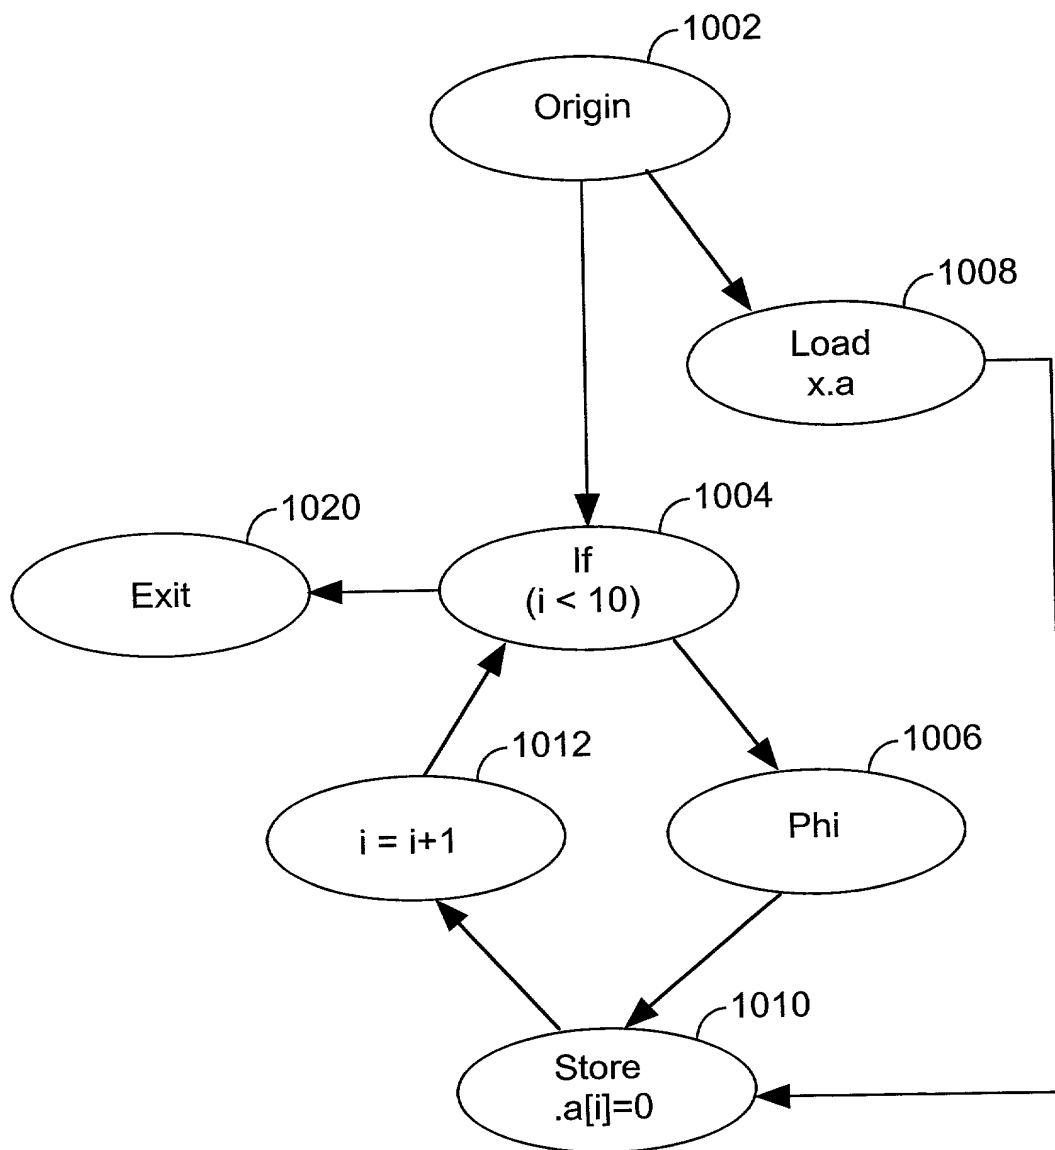 1002
Origin
1008
Load
x.a
1004
1020
If
(i < 10)
Exit
1012
1006
i = i+1
Phi
1010
Store
.a[i]=0